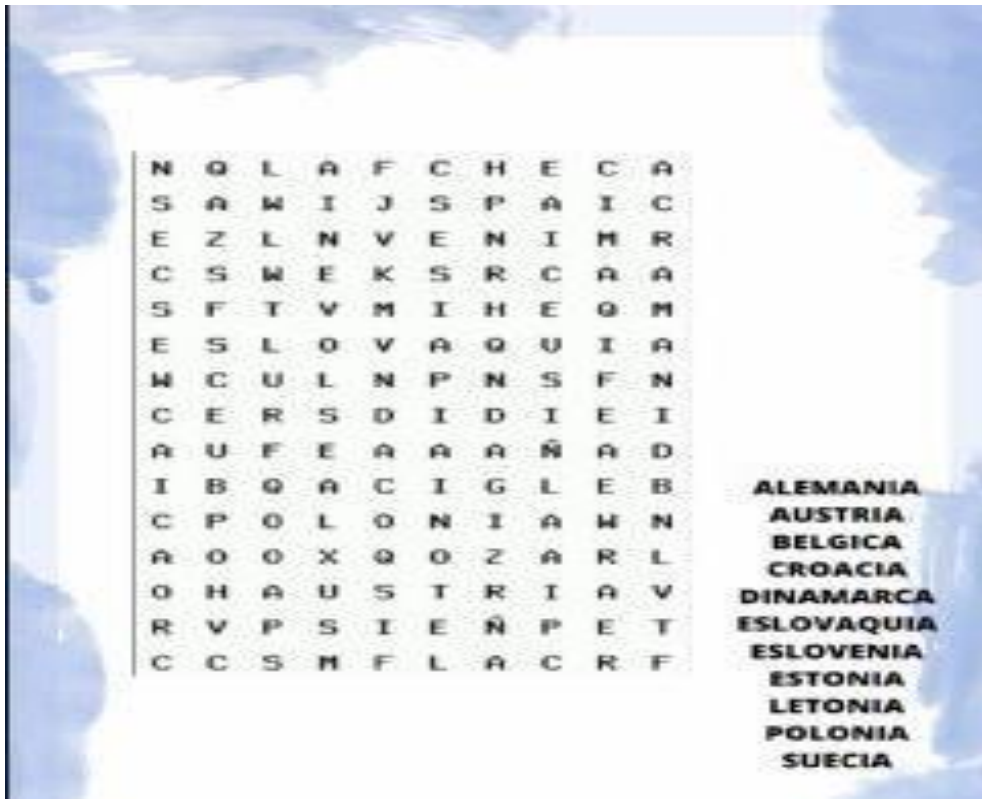 N Q L A F C H E C A
S A W I J S P A I C
E Z L N V E N I M R
C S W E K S R C A A
S F T V M I H E Q M
E S L O V A Q U I A
W C U L N P N S F N
C E R S D I D I E I
A U F E A A A Ñ A D
I B Q A C I G L E B
C P O L O N I A W N
A O O X Q O Z A R L
O H A U S T R I A V
R V P S I E Ñ P E T
C C S M F L A C R F
ALEMANIA
AUSTRIA
BELGICA
CROACIA
DINAMARCA
ESLOVAQUIA
ESLOVENIA
ESTONIA
LETONIA
POLONIA
SUECIA